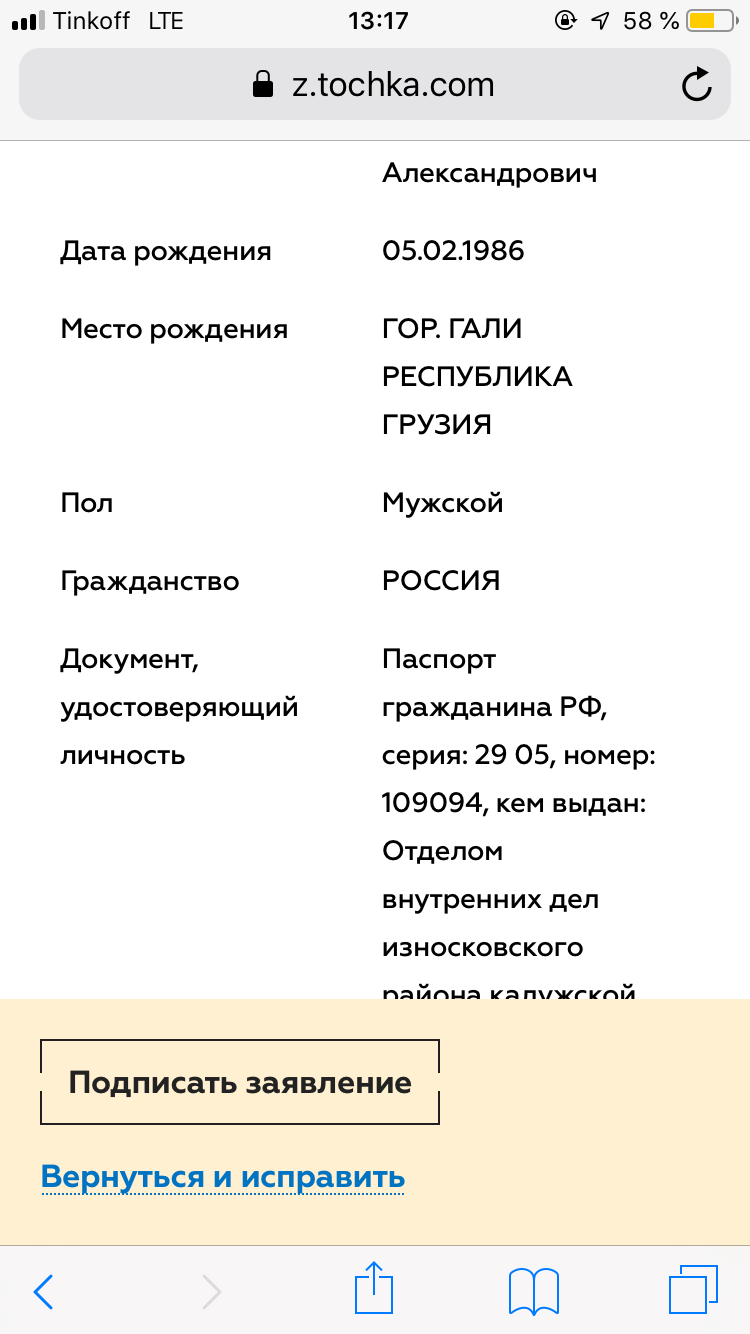 Tinkoff LTE 13:17 58 %
z.tochka.com
Александрович
Дата рождения 05.02.1986
Место рождения ГОР. ГАЛИ
РЕСПУБЛИКА
ГРУЗИЯ
Пол Мужской
Гражданство РОССИЯ
Документ, Паспорт
удостоверяющий гражданина РФ,
личность серия: 29 05, номер:
109094, кем выдан:
Отделом
внутренних дел
износковского
района калужской
Подписать заявление
Вернуться и исправить